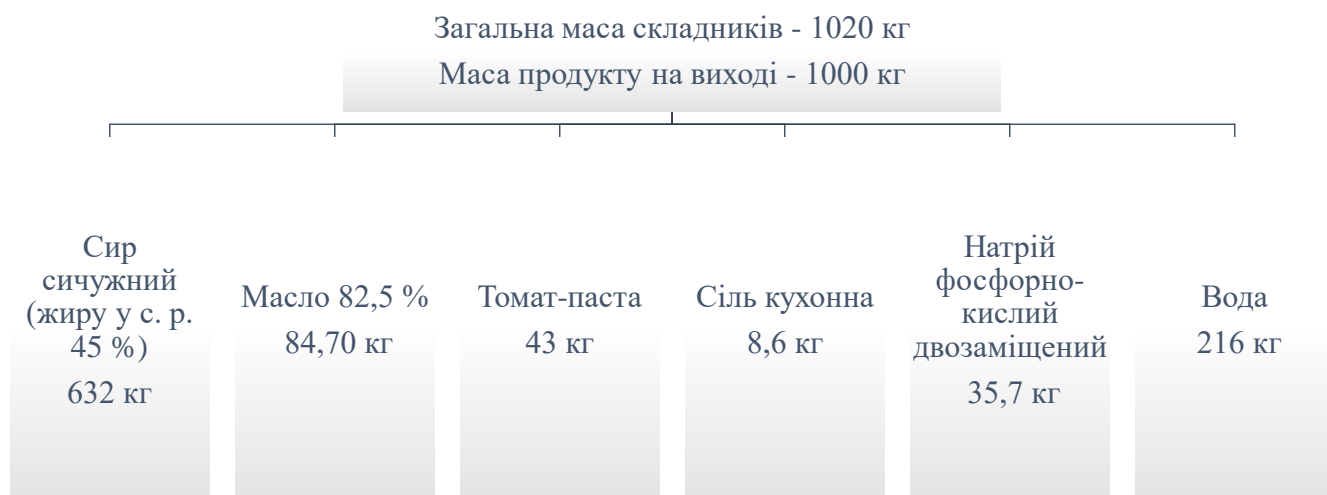 Загальна маса складників - 1020 кг
Маса продукту на виході - 1000 кг
Сир
сичужний
(жиру у с. р.
45 %)
632 кг
Масло 82,5 %
84,70 кг
Томат-паста
43 кг
Сіль кухонна
8,6 кг
Натрій
фосфорно-
кислий
двозаміщений
35,7 кг
Вода
216 кг